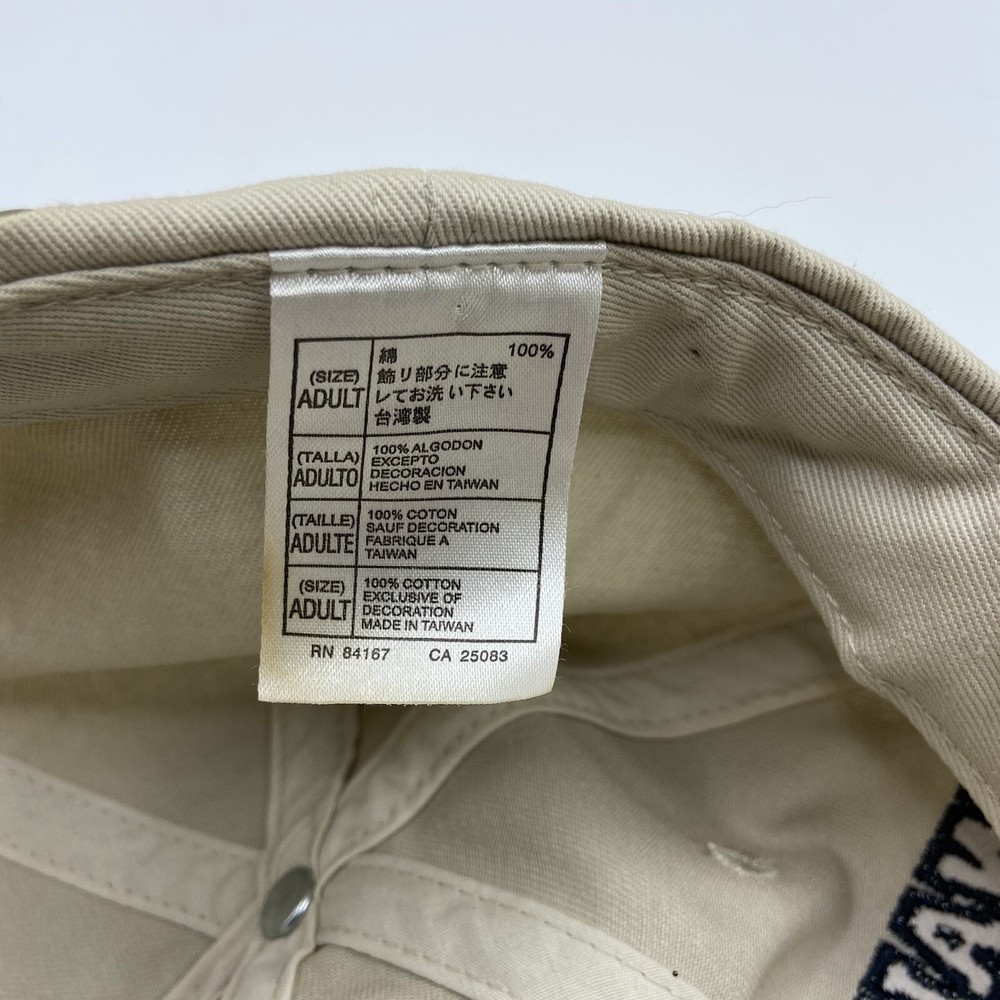 (SIZE)
ADULT
綿 100%
飾り部分に注意
レてお洗い下さい
台湾製
(TALLA)
ADULTO
100% ALGODON
EXCEPTO
DECORACION
HECHO EN TAIWAN
(TAILLE)
ADULTE
100% COTON
SAUF DECORATION
FABRIQUE A
TAIWAN
(SIZE)
ADULT
100% COTTON
EXCLUSIVE OF
DECORATION
MADE IN TAIWAN
RN 84167 CA 25083